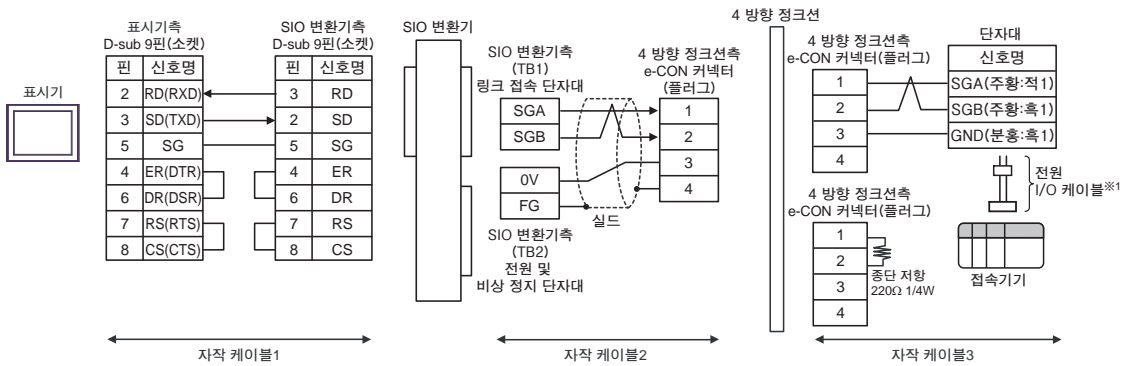 표시기
표시기측
D-sub 9핀(소켓)
핀 신호명
2 RD(RXD)
3 SD(TXD)
5 SG
4 ER(DTR)
6 DR(DSR)
7 RS(RTS)
8 CS(CTS)
SIO 변환기측
D-sub 9핀(소켓)
핀 신호명
3 RD
2 SD
5 SG
4 ER
6 DR
7 RS
8 CS
자작 케이블1
SIO 변환기
SIO 변환기측
(TB1)
링크 접속 단자대
SGA
SGB
0V
FG
SIO 변환기측
(TB2)
전원 및
비상 정지 단자대
실드
4 방향 정크션측
e-CON 커넥터
(플러그)
1
2
3
4
자작 케이블2
4 방향 정크션
4 방향 정크션측
e-CON 커넥터(플러그)
1
2
3
4
4 방향 정크션측
e-CON 커넥터(플러그)
1
2
3
4
종단 저항
220Ω 1/4W
단자대
신호명
SGA(주황:적1)
SGB(주황:흑1)
GND(분홍:흑1)
전원
I/O 케이블※1
접속기기
자작 케이블3